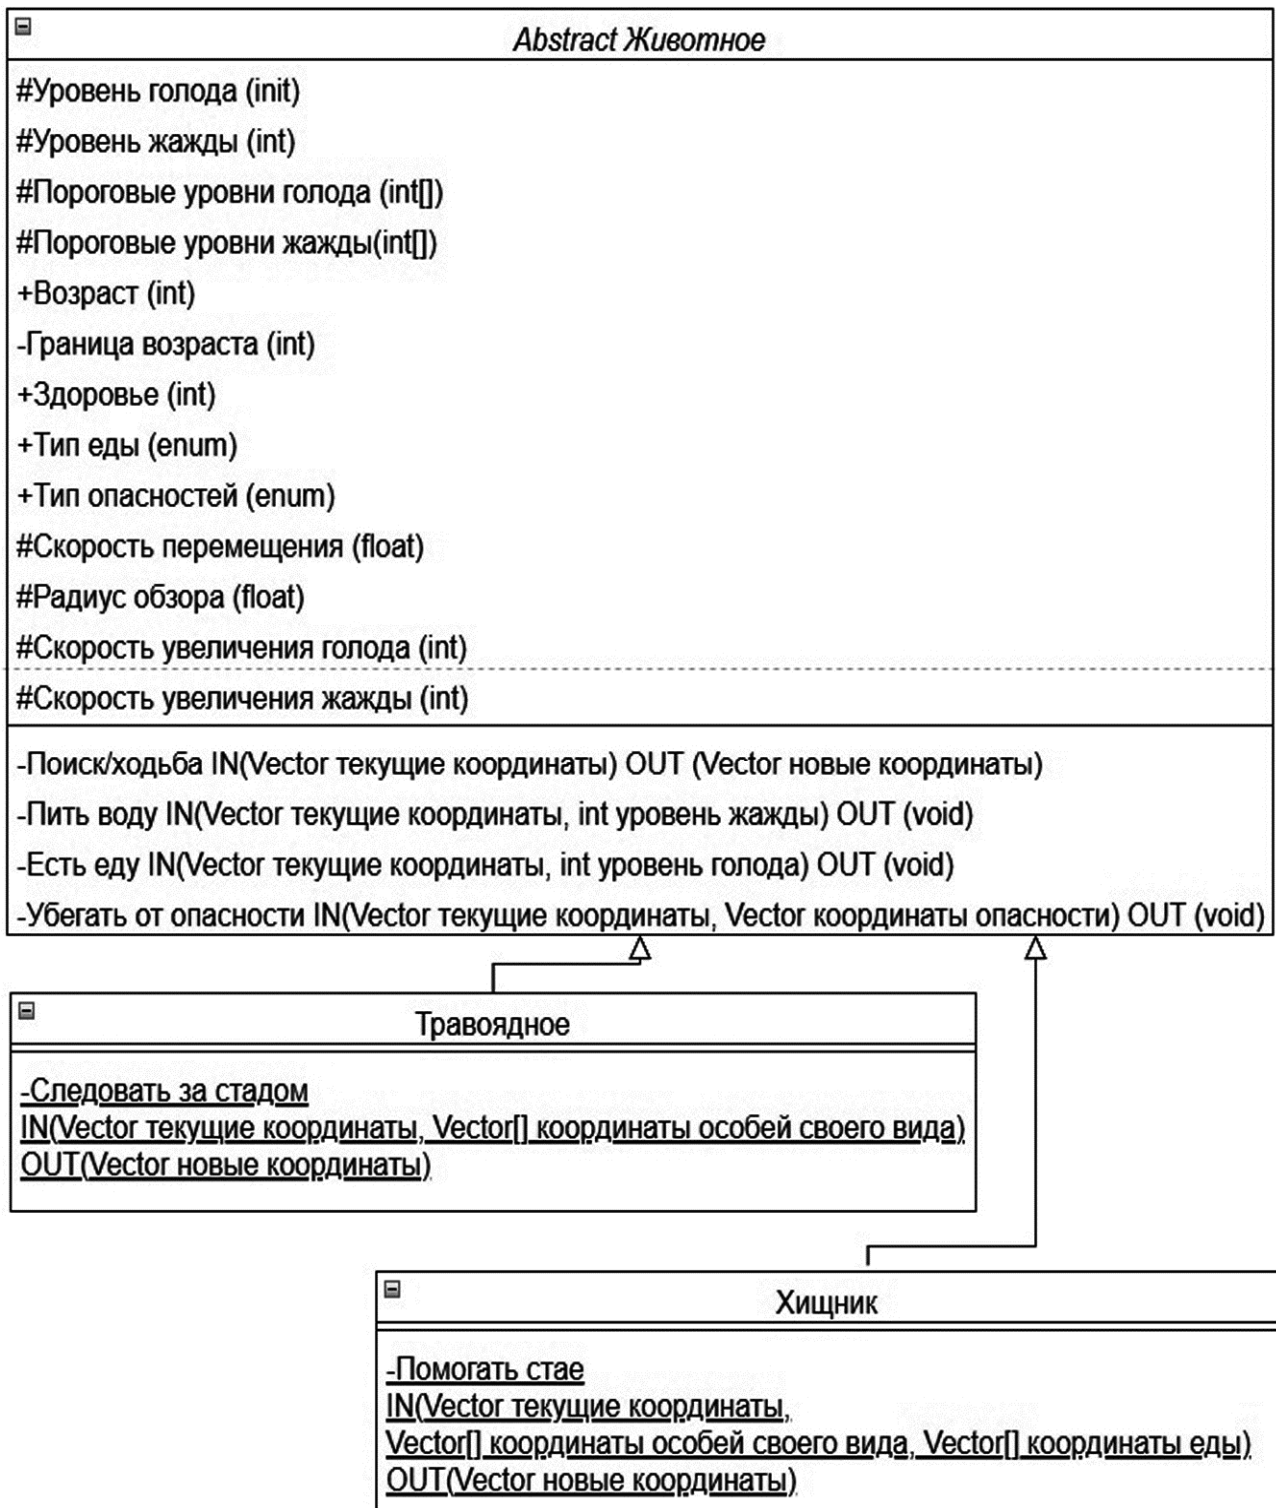 Abstract Животное
#Уровень голода (init)
#Уровень жажды (int)
#Пороговые уровни голода (int[])
#Пороговые уровни жажды(int[])
+Возраст (int)
-Граница возраста (int)
+Здоровье (int)
+Тип еды (enum)
+Тип опасностей (enum)
#Скорость перемещения (float)
#Радиус обзора (float)
#Скорость увеличения голода (int)
#Скорость увеличения жажды (int)
-Поиск/ходьба IN(Vector текущие координаты) OUT (Vector новые координаты)
-Пить воду IN(Vector текущие координаты, int уровень жажды) OUT (void)
-Есть еду IN(Vector текущие координаты, int уровень голода) OUT (void)
-Убегать от опасности IN(Vector текущие координаты, Vector координаты опасности) OUT (void)
Травоядное
-Следовать за стадом
IN(Vector текущие координаты, Vector[] координаты особей своего вида)
OUT(Vector новые координаты)
Хищник
-Помогать стае
IN(Vector текущие координаты,
Vector[] координаты особей своего вида, Vector[] координаты еды)
OUT(Vector новые координаты)